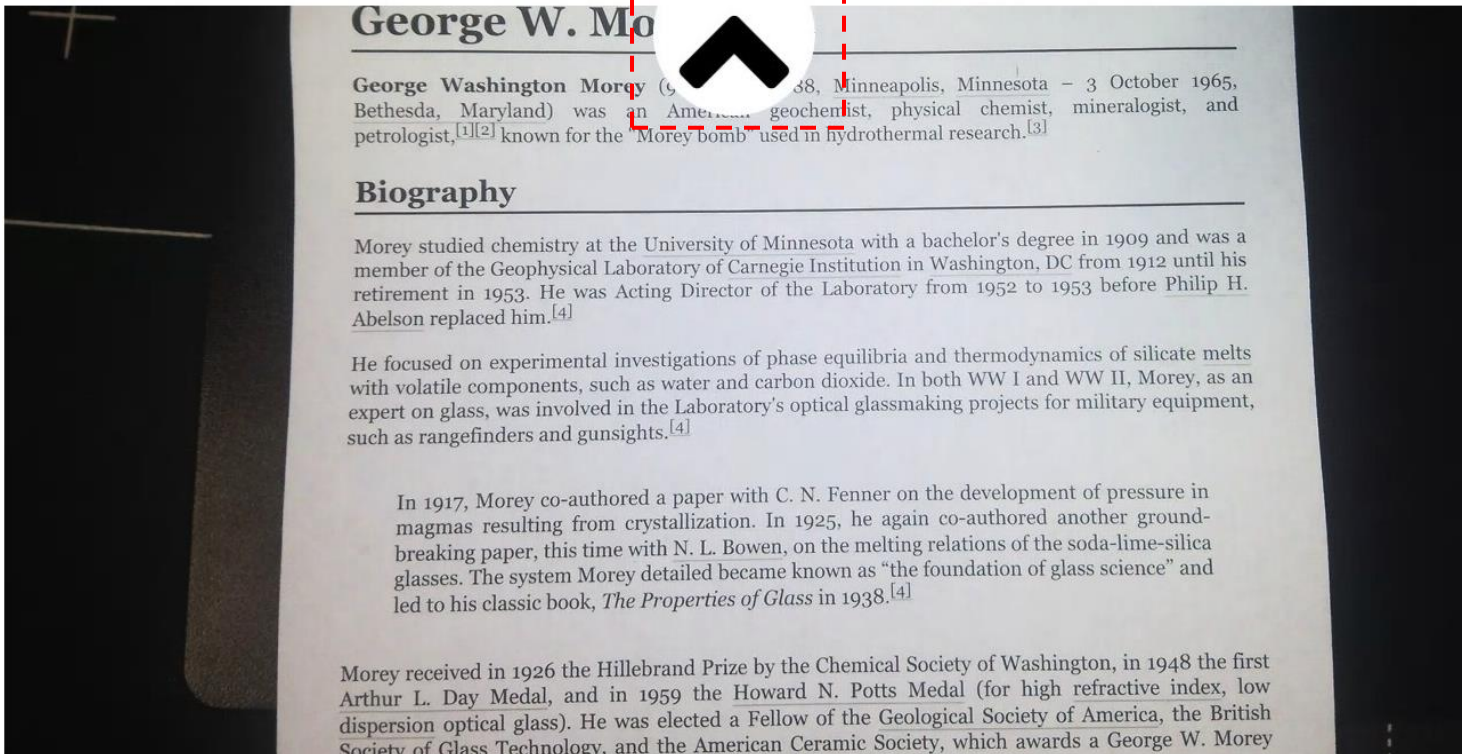 George W. Mo
George Washington Morey (9 88, Minneapolis, Minnesota – 3 October 1965,
Bethesda, Maryland) was an American geochemist, physical chemist, mineralogist, and
petrologist,[1][2] known for the "Morey bomb" used in hydrothermal research.[3]
Biography
Morey studied chemistry at the University of Minnesota with a bachelor's degree in 1909 and was a
member of the Geophysical Laboratory of Carnegie Institution in Washington, DC from 1912 until his
retirement in 1953. He was Acting Director of the Laboratory from 1952 to 1953 before Philip H.
Abelson replaced him.[4]
He focused on experimental investigations of phase equilibria and thermodynamics of silicate melts
with volatile components, such as water and carbon dioxide. In both WW I and WW II, Morey, as an
expert on glass, was involved in the Laboratory's optical glassmaking projects for military equipment,
such as rangefinders and gunsights.[4]
In 1917, Morey co-authored a paper with C. N. Fenner on the development of pressure in
magmas resulting from crystallization. In 1925, he again co-authored another ground-
breaking paper, this time with N. L. Bowen, on the melting relations of the soda-lime-silica
glasses. The system Morey detailed became known as “the foundation of glass science” and
led to his classic book, The Properties of Glass in 1938.[4]
Morey received in 1926 the Hillebrand Prize by the Chemical Society of Washington, in 1948 the first
Arthur L. Day Medal, and in 1959 the Howard N. Potts Medal (for high refractive index, low
dispersion optical glass). He was elected a Fellow of the Geological Society of America, the British
Society of Glass Technology, and the American Ceramic Society, which awards a George W. Morey